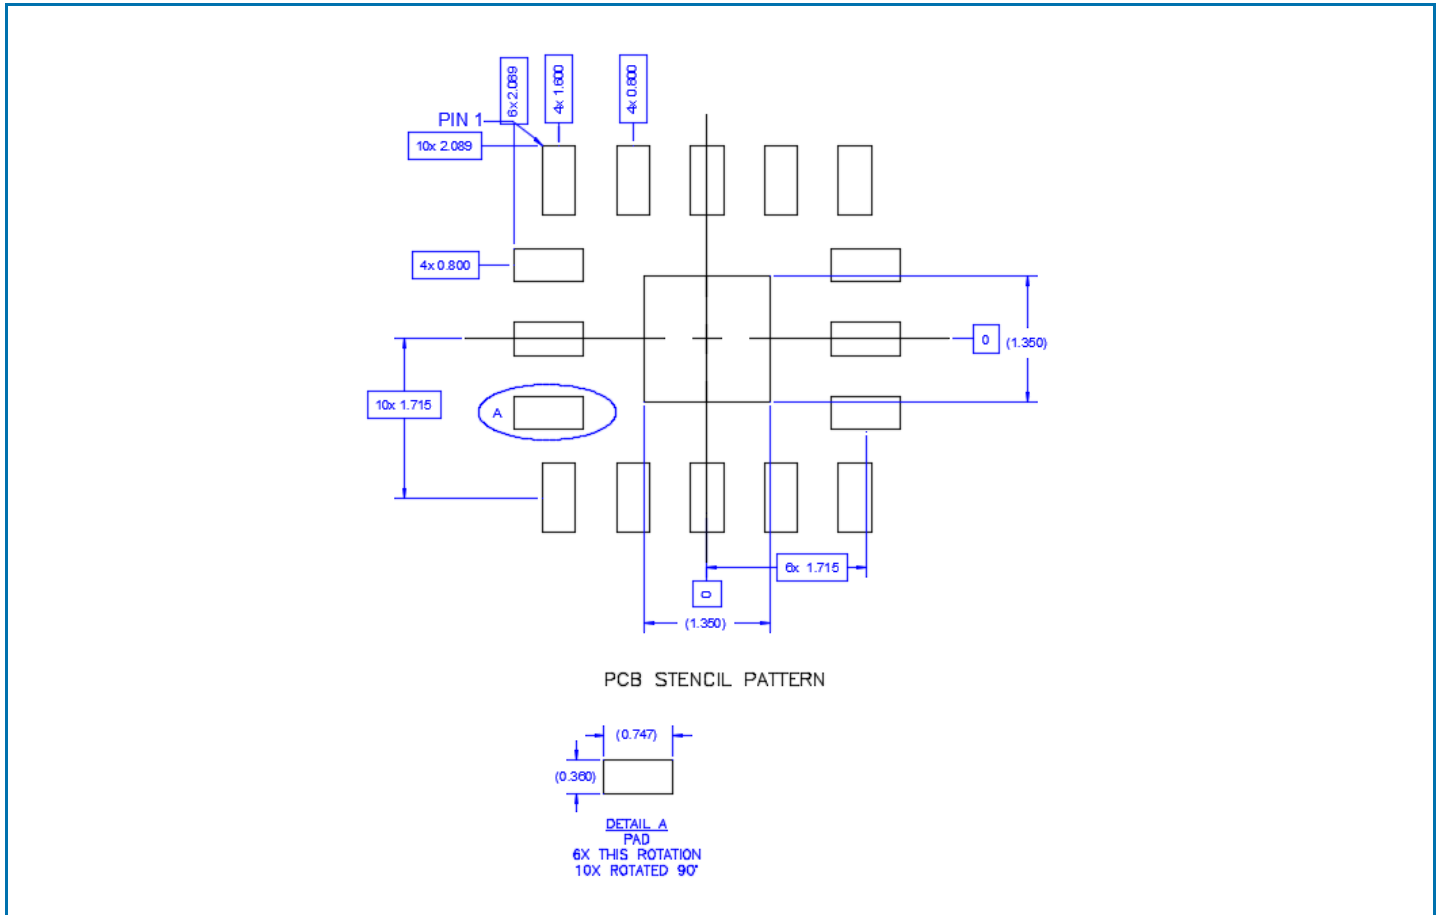 6x 2.089
4x 1.600
4x 0.800
PIN 1
10x 2.089
4x 0.800
0
(1.350)
10x 1.715
A
6x 1.715
0
(1.350)
PCB STENCIL PATTERN
(0.747)
(0.360)
DETAIL A
PAD
6X THIS ROTATION
10X ROTATED 90°